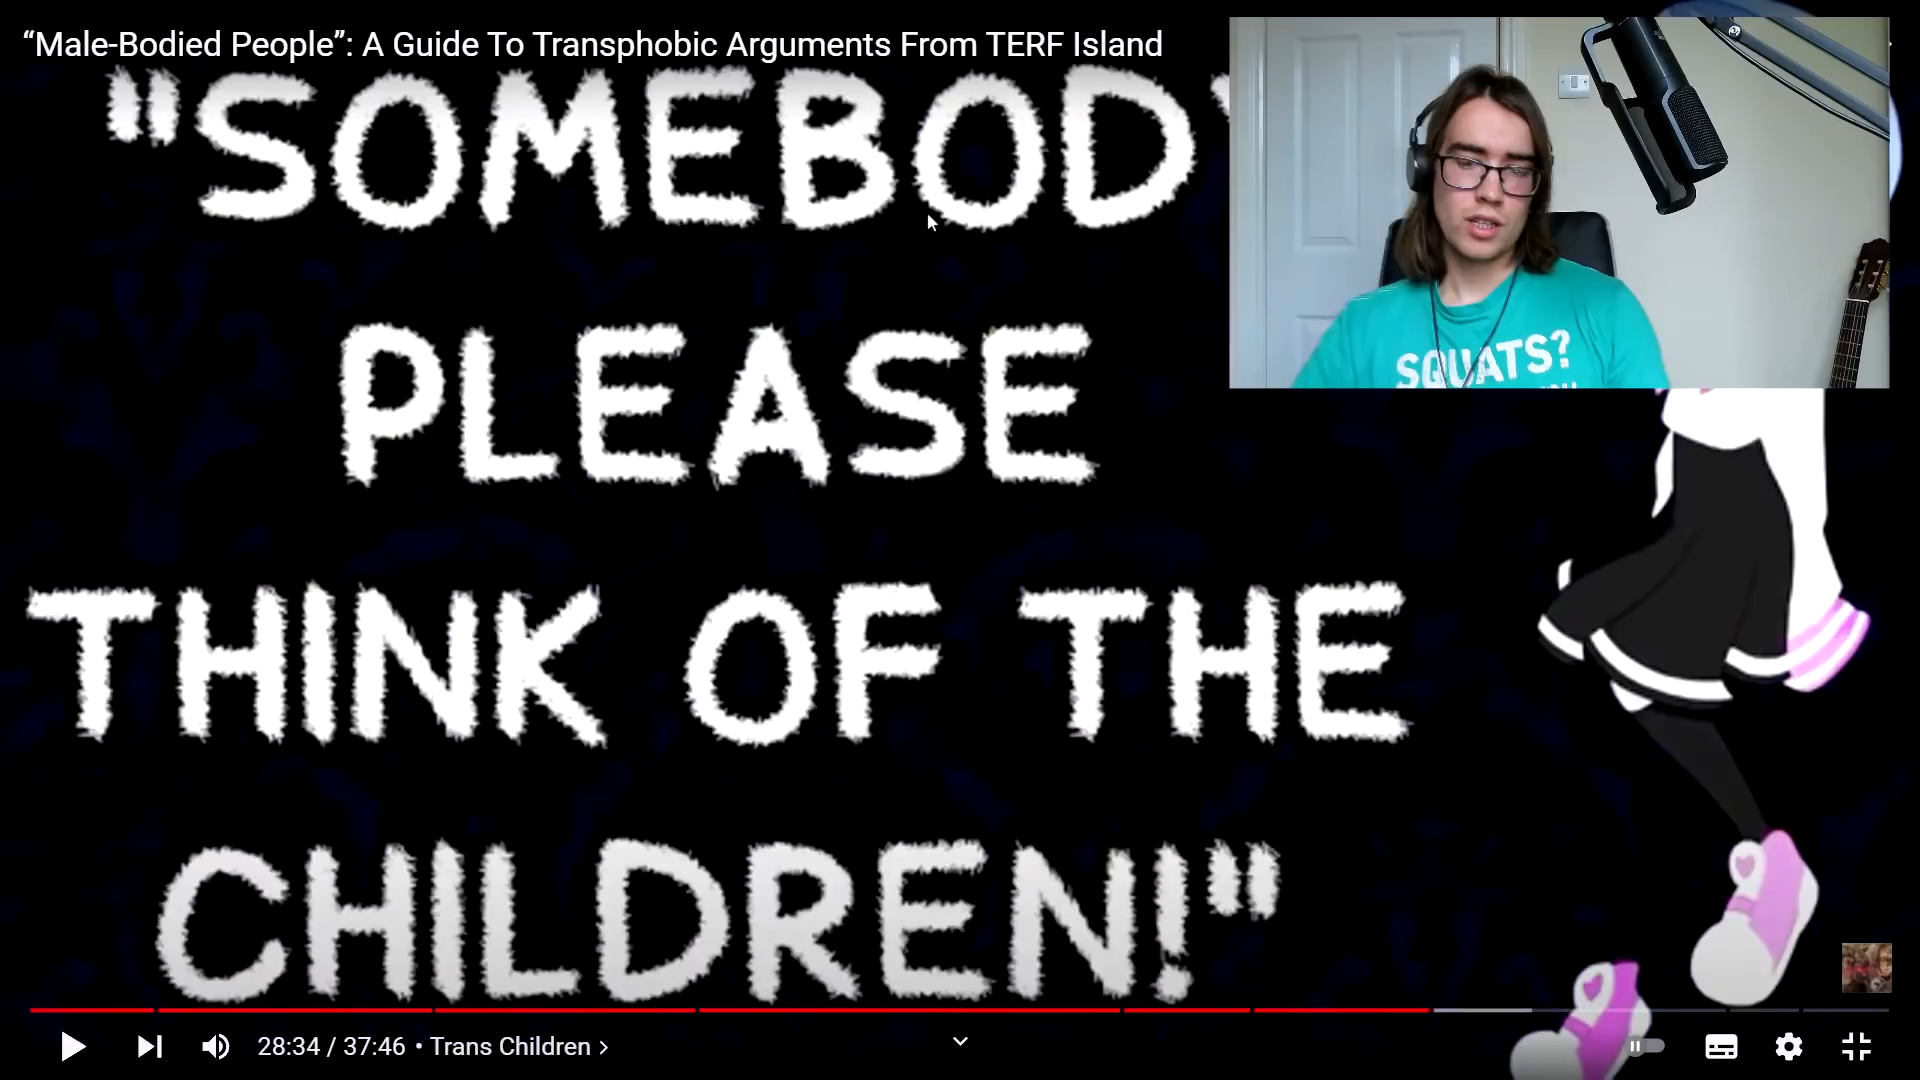 “Male-Bodied People”: A Guide To Transphobic Arguments From TERF Island
"SOMEBODY
PLEASE
THINK OF THE
CHILDREN!"
SQUATS?
28:34 / 37:46 • Trans Children >